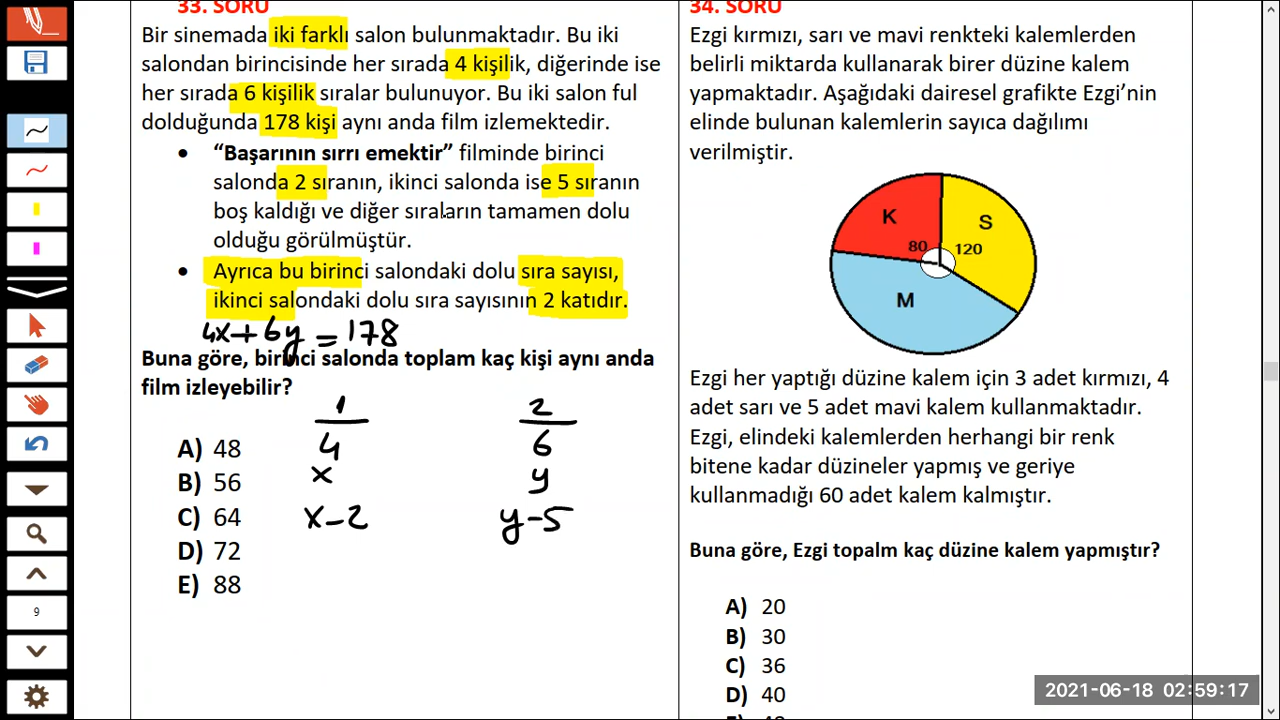 33. SORU
Bir sinemada iki farklı salon bulunmaktadır. Bu iki
salondan birincisinde her sırada 4 kişilik, diğerinde ise
her sırada 6 kişilik sıralar bulunuyor. Bu iki salon ful
dolduğunda 178 kişi aynı anda film izlemektedir.
• “Başarının sırrı emektir” filminde birinci
salonda 2 sıranın, ikinci salonda ise 5 sıranın
boş kaldığı ve diğer sıraların tamamen dolu
olduğu görülmüştür.
• Ayrıca bu birinci salondaki dolu sıra sayısı,
ikinci salondaki dolu sıra sayısının 2 katıdır.
4x+6y=178
Buna göre, birinci salonda toplam kaç kişi aynı anda
film izleyebilir?
1 2
4 6
x y
x-2 y-5
A) 48
B) 56
C) 64
D) 72
E) 88
34. SORU
Ezgi kırmızı, sarı ve mavi renkteki kalemlerden
belirli miktarda kullanarak birer düzine kalem
yapmaktadır. Aşağıdaki dairesel grafikte Ezgi’nin
elinde bulunan kalemlerin sayıca dağılımı
verilmiştir.
K S
80 120
M
Ezgi her yaptığı düzine kalem için 3 adet kırmızı, 4
adet sarı ve 5 adet mavi kalem kullanmaktadır.
Ezgi, elindeki kalemlerden herhangi bir renk
bitene kadar düzineler yapmış ve geriye
kullanmadığı 60 adet kalem kalmıştır.
Buna göre, Ezgi topalm kaç düzine kalem yapmıştır?
A) 20
B) 30
C) 36
D) 40
9
2021-06-18 02:59:17